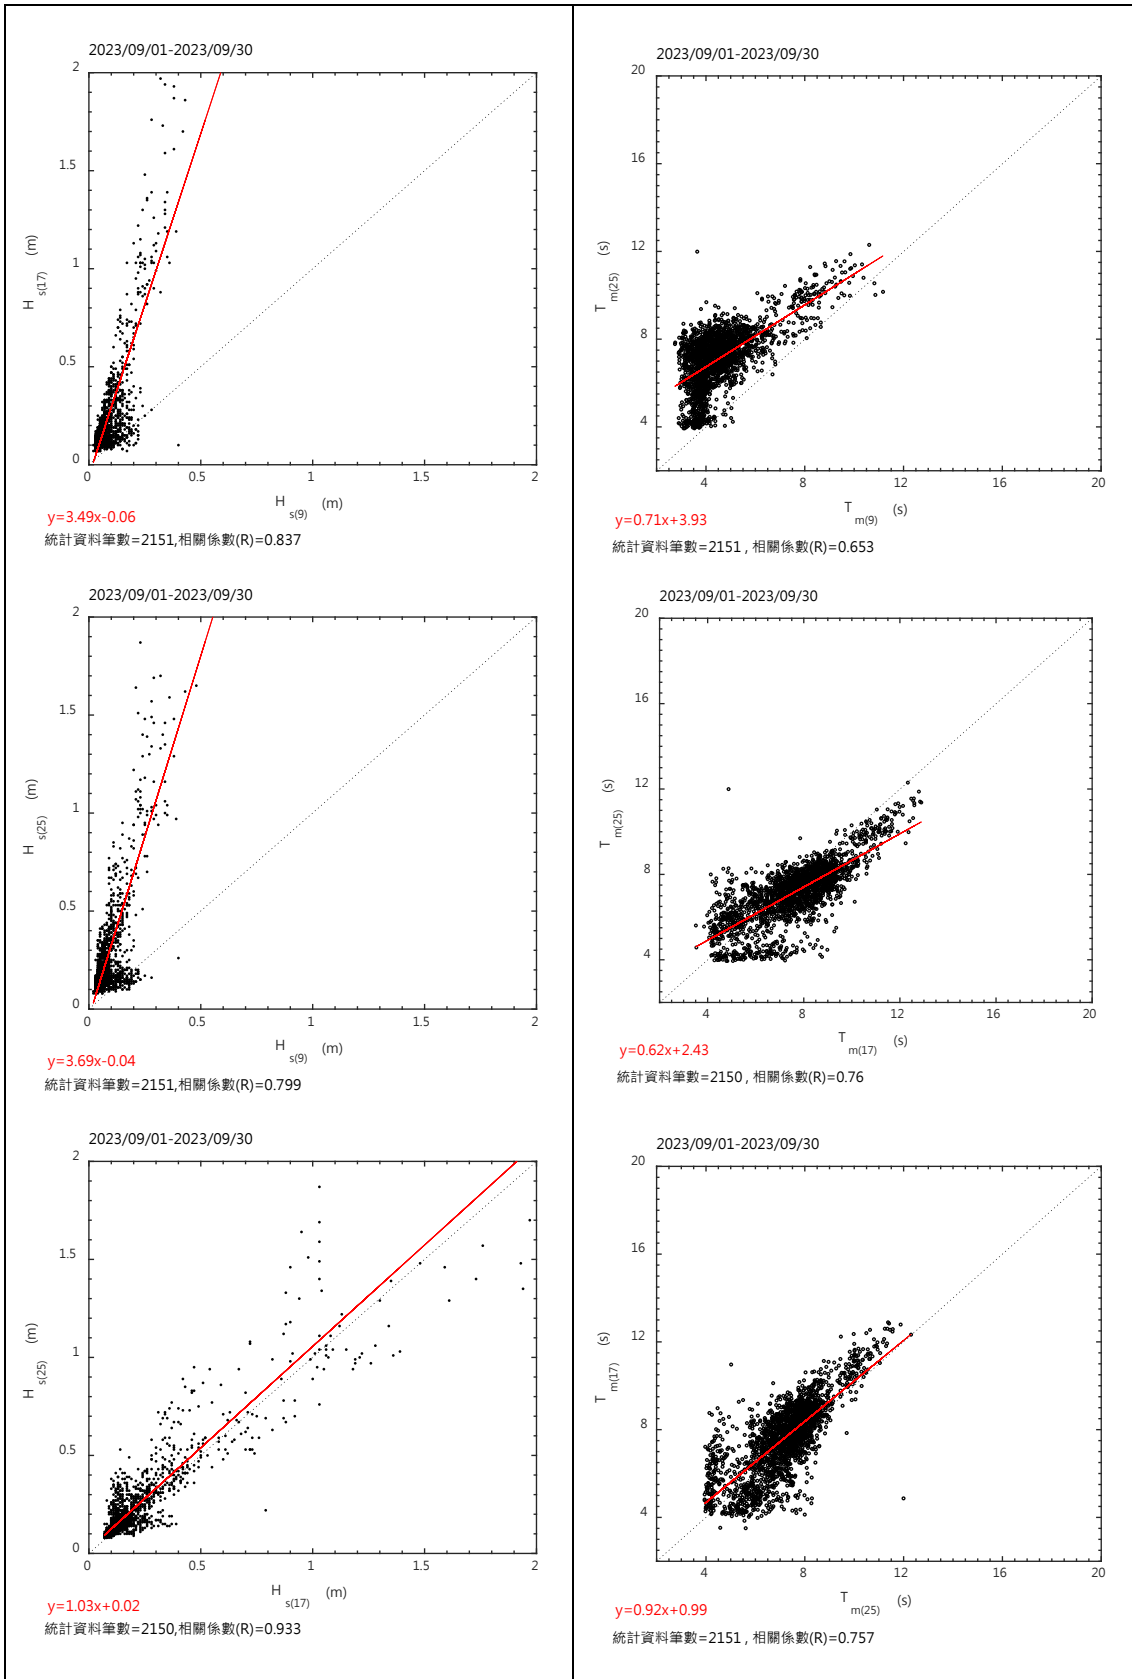 2023/09/01-2023/09/30
2
1.5
1
0.5
0
0
0.5
1
1.5
2
H s(17) (m)
H s(9) (m)
y=3.49x-0.06
統計資料筆數=2151,相關係數(R)=0.837
2023/09/01-2023/09/30
20
16
12
8
4
4
8
12
16
20
T m(25) (s)
T m(9) (s)
y=0.71x+3.93
統計資料筆數=2151 , 相關係數(R)=0.653
2023/09/01-2023/09/30
2
1.5
1
0.5
0
0
0.5
1
1.5
2
H s(25) (m)
H s(9) (m)
y=3.69x-0.04
統計資料筆數=2151,相關係數(R)=0.799
2023/09/01-2023/09/30
20
16
12
8
4
4
8
12
16
20
T m(25) (s)
T m(17) (s)
y=0.62x+2.43
統計資料筆數=2150 , 相關係數(R)=0.76
2023/09/01-2023/09/30
2
1.5
1
0.5
0
0
0.5
1
1.5
2
H s(25) (m)
H s(17) (m)
y=1.03x+0.02
統計資料筆數=2150,相關係數(R)=0.933
2023/09/01-2023/09/30
20
16
12
8
4
4
8
12
16
20
T m(17) (s)
T m(25) (s)
y=0.92x+0.99
統計資料筆數=2151 , 相關係數(R)=0.757